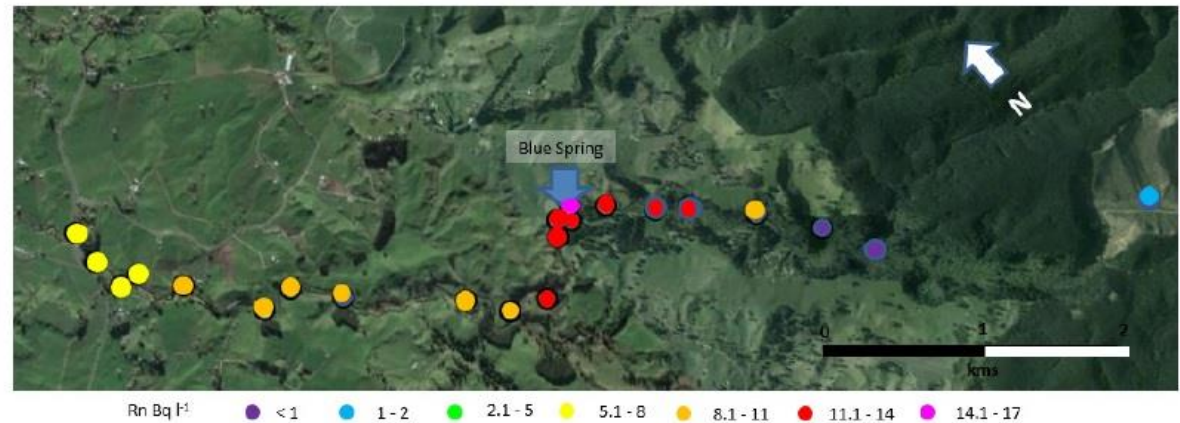 N
Blue Spring
0 1 2
kms
Rn Bq l-1 < 1 1 - 2 2.1 - 5 5.1 - 8 8.1 - 11 11.1 - 14 14.1 - 17